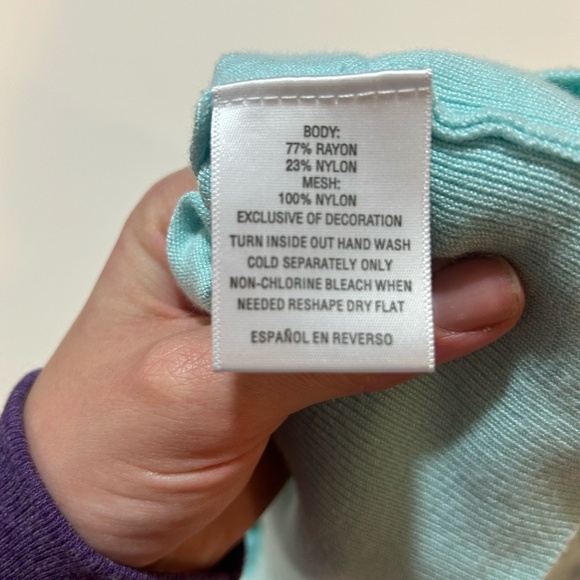 BODY:
77% RAYON
23% NYLON
MESH:
100% NYLON
EXCLUSIVE OF DECORATION
TURN INSIDE OUT HAND WASH
COLD SEPARATELY ONLY
NON-CHLORINE BLEACH WHEN
NEEDED RESHAPE DRY FLAT
ESPAÑOL EN REVERSO